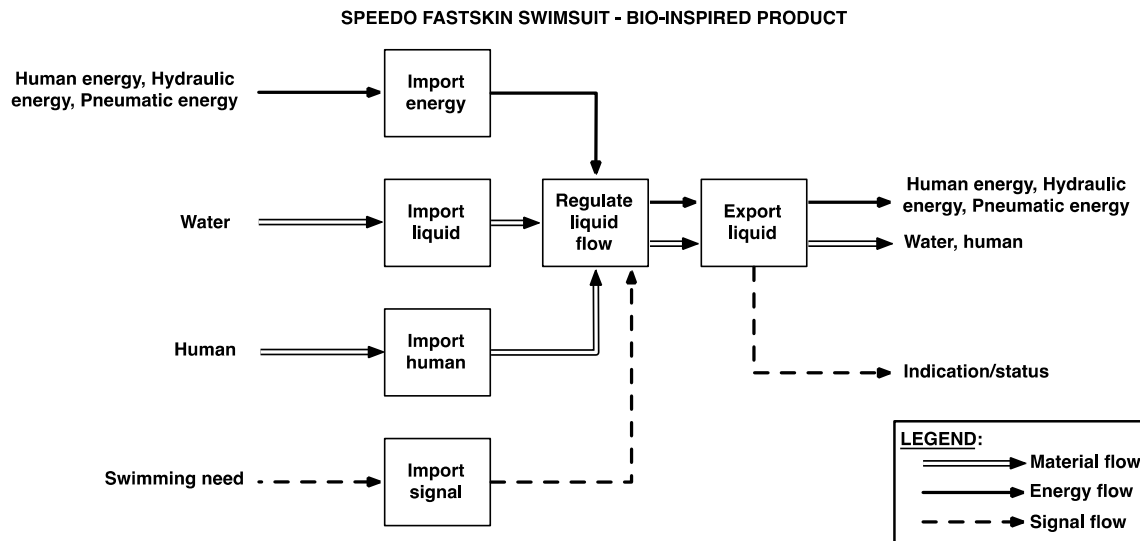 SPEEDO FASTSKIN SWIMSUIT - BIO-INSPIRED PRODUCT
Human energy, Hydraulic
energy, Pneumatic energy
Import
energy
Water
Import
liquid
Regulate
liquid
flow
Export
liquid
Human energy, Hydraulic
energy, Pneumatic energy
Water, human
Human
Import
human
Indication/status
Swimming need
Import
signal
LEGEND:
Material flow
Energy flow
Signal flow